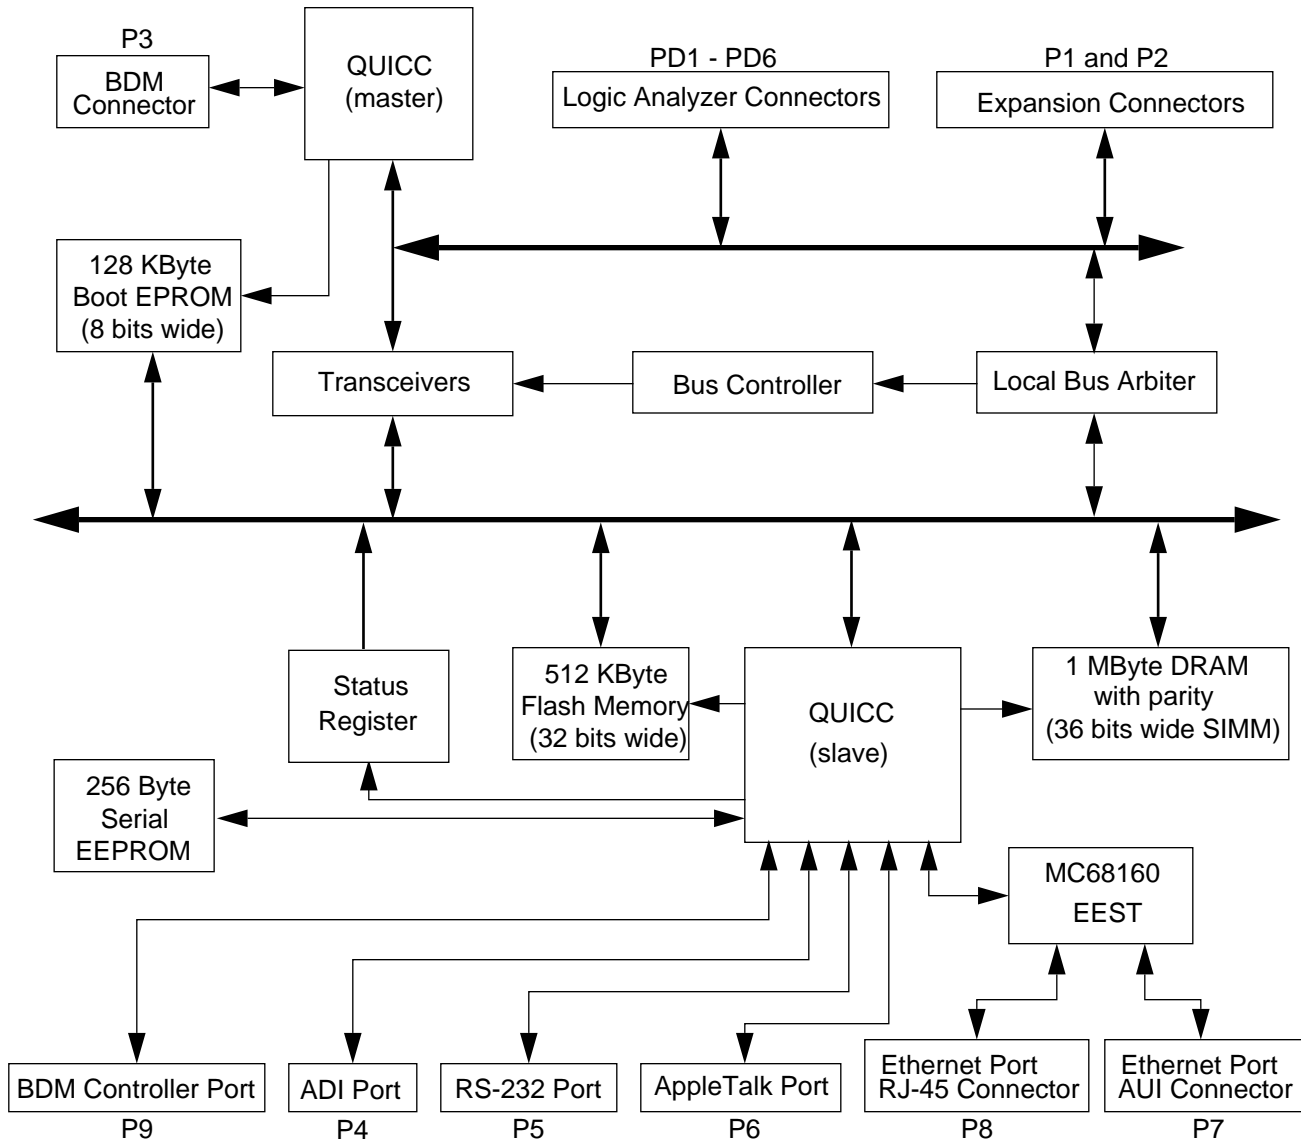 P3
BDM
Connector
QUICC
(master)
PD1 - PD6
Logic Analyzer Connectors
P1 and P2
Expansion Connectors
128 KByte
Boot EPROM
(8 bits wide)
Transceivers
Bus Controller
Local Bus Arbiter
Status
Register
512 KByte
Flash Memory
(32 bits wide)
QUICC
(slave)
1 MByte DRAM
with parity
(36 bits wide SIMM)
256 Byte
Serial
EEPROM
MC68160
EEST
BDM Controller Port
P9
ADI Port
P4
RS-232 Port
P5
AppleTalk Port
P6
Ethernet Port
RJ-45 Connector
P8
Ethernet Port
AUI Connector
P7